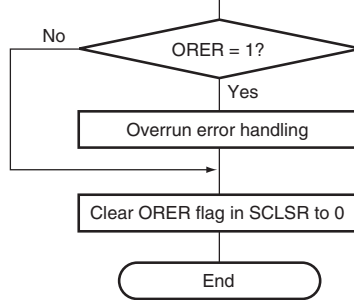 No
ORER = 1?
Yes
Overrun error handling
Clear ORER flag in SCLSR to 0
End